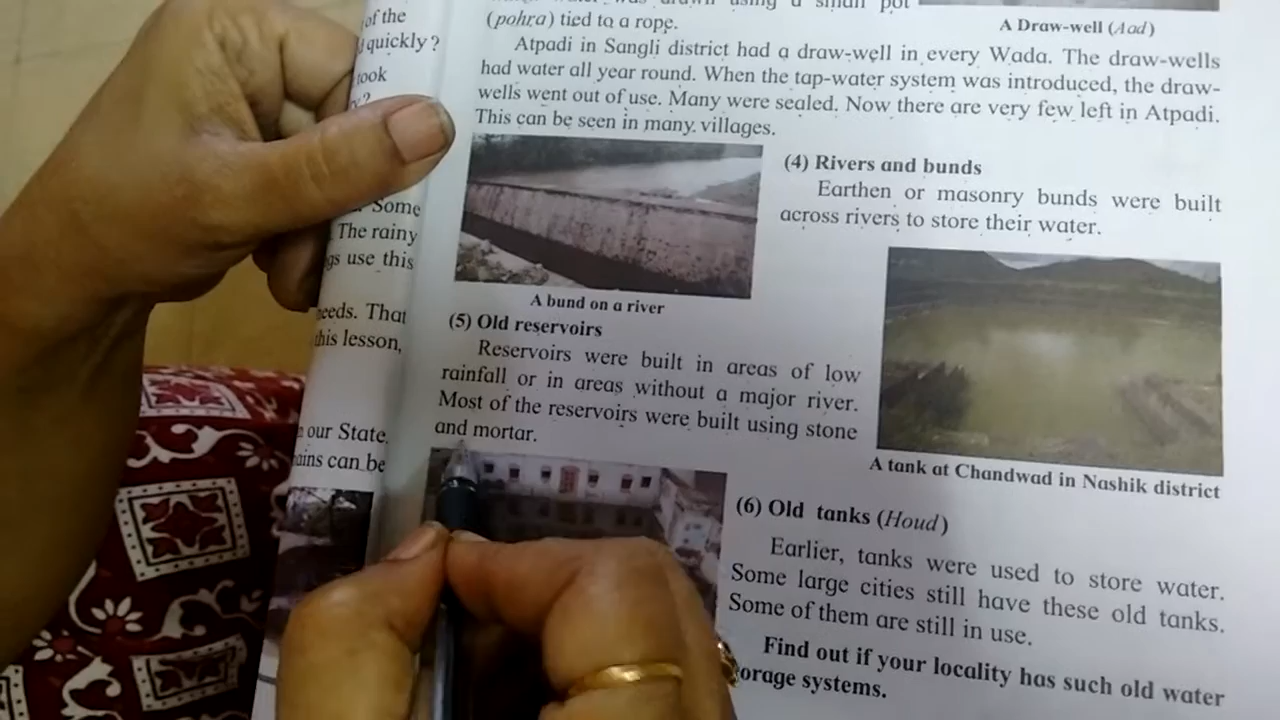 of the
quickly?
took
Some
The rainy
gs use this
needs. That
this lesson,
our State.
ains can be
using a small pot
(pohra) tied to a rope.
A Draw-well (Aad)
Atpadi in Sangli district had a draw-well in every Wada. The draw-wells
had water all year round. When the tap-water system was introduced, the draw-
wells went out of use. Many were sealed. Now there are very few left in Atpadi.
This can be seen in many villages.
A bund on a river
(4) Rivers and bunds
Earthen or masonry bunds were built
across rivers to store their water.
(5) Old reservoirs
Reservoirs were built in areas of low
rainfall or in areas without a major river.
Most of the reservoirs were built using stone
and mortar.
A tank at Chandwad in Nashik district
(6) Old tanks (Houd)
Earlier, tanks were used to store water.
Some large cities still have these old tanks.
Some of them are still in use.
Find out if your locality has such old water
orage systems.